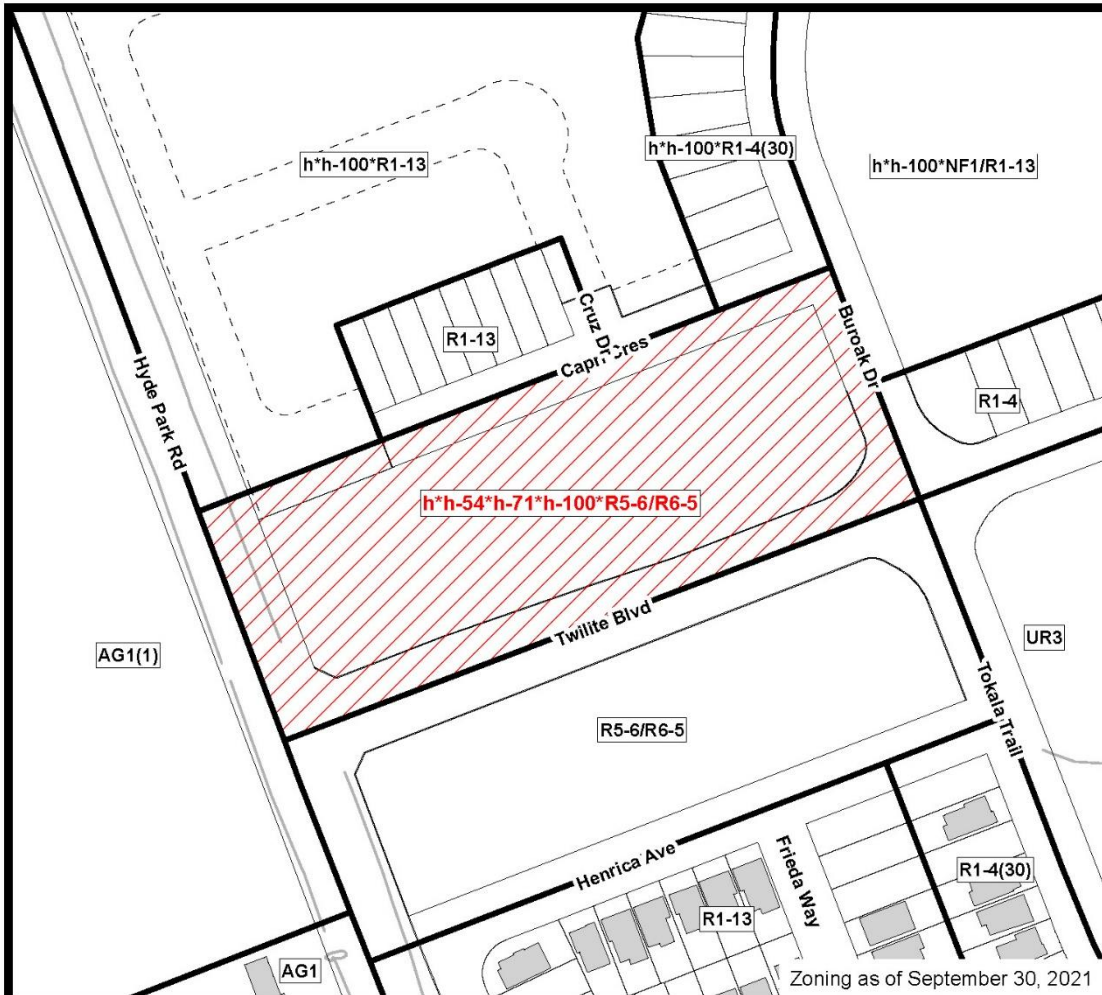 h*h-100*R1-13
h*h-100*R1-4(30)
h*h-100*NF1/R1-13
R1-13
Cruz Dr
Capri Cres
Buroak Dr
Hyde Park Rd
R1-4
h*h-54*h-71*h-100*R5-6/R6-5
Twilite Blvd
AG1(1)
UR3
Tokala Trail
R5-6/R6-5
Henrica Ave
Frieda Way
R1-4(30)
R1-13
AG1
Zoning as of September 30, 2021